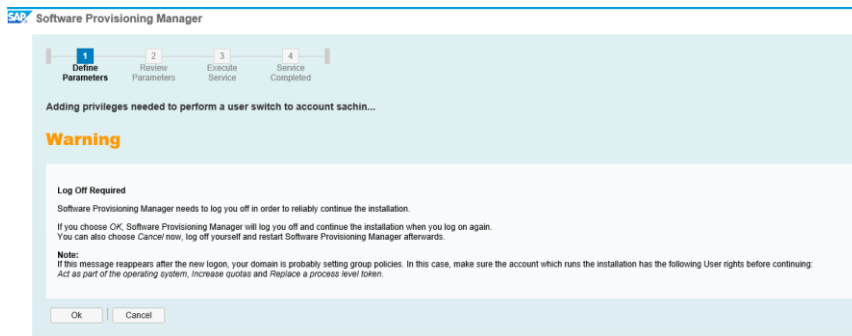 SAP Software Provisioning Manager
1 2 3 4
Define Review Execute Service
Parameters Parameters Service Completed
Adding privileges needed to perform a user switch to account sachin...
Warning
Log Off Required
Software Provisioning Manager needs to log you off in order to reliably continue the installation.
If you choose OK, Software Provisioning Manager will log you off and continue the installation when you log on again.
You can also choose Cancel now, log off yourself and restart Software Provisioning Manager afterwards.
Note:
If this message reappears after the new logon, your domain is probably setting group policies. In this case, make sure the account which runs the installation has the following User rights before continuing:
Act as part of the operating system, Increase quotas and Replace a process level token.
Ok Cancel